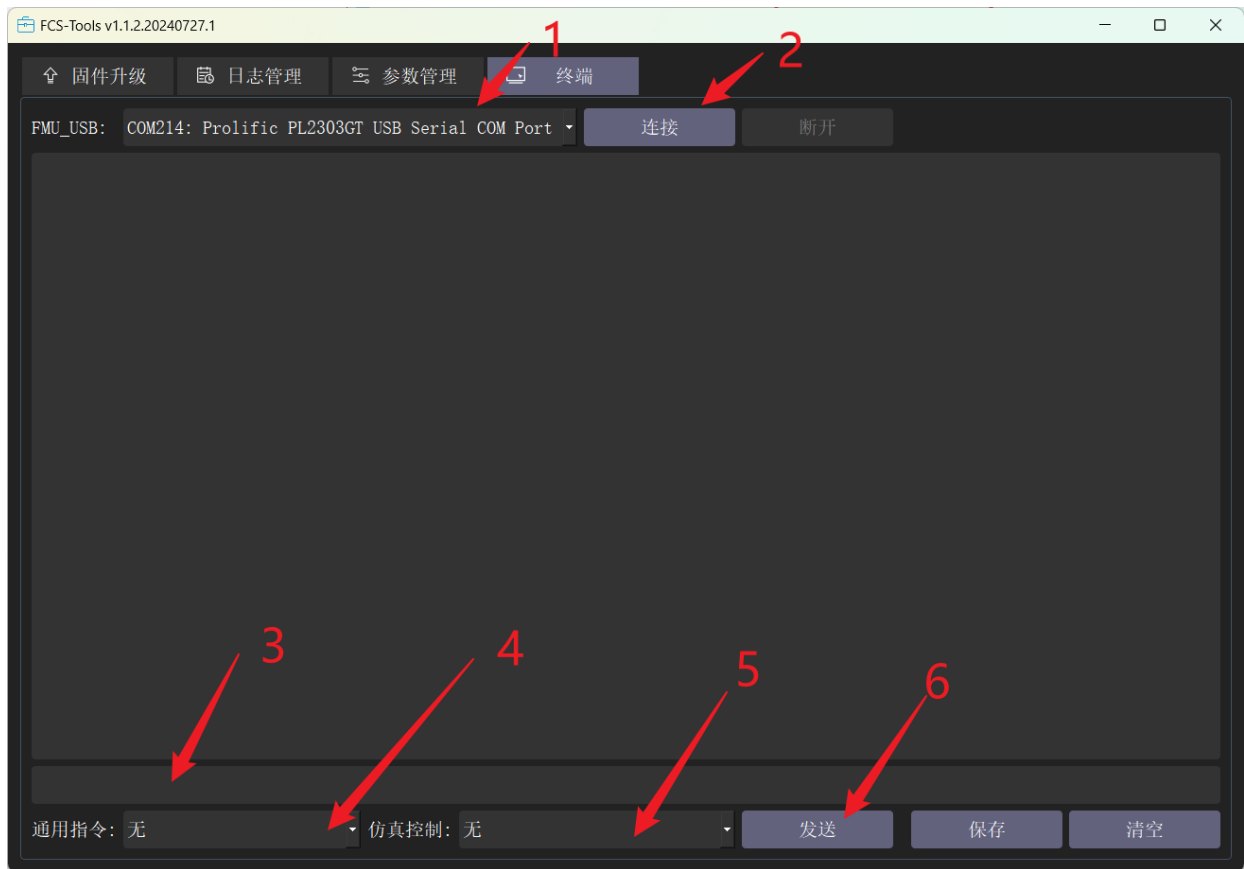 FCS-Tools v1.1.2.20240727.1
1
2
固件升级 日志管理 参数管理 终端
FMU_USB: COM214: Prolific PL2303GT USB Serial COM Port 连接 断开
3
4
5
6
通用指令: 无 仿真控制: 无 发送 保存 清空